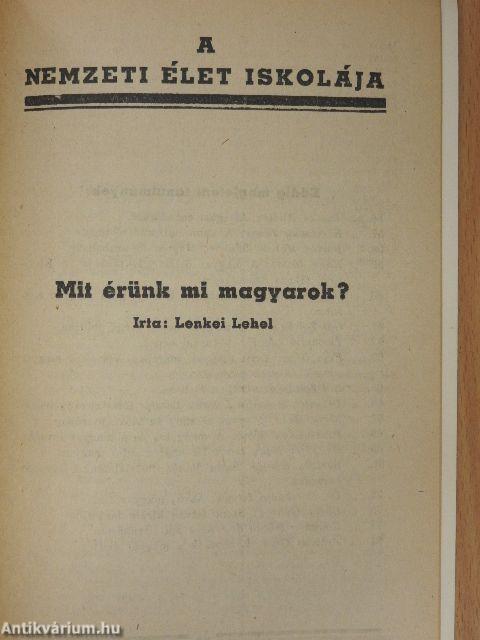 A
NEMZETI ÉLET ISKOLÁJA
Mit érünk mi magyarok?
Irta: Lenkei Lehel
Antikvárium.hu